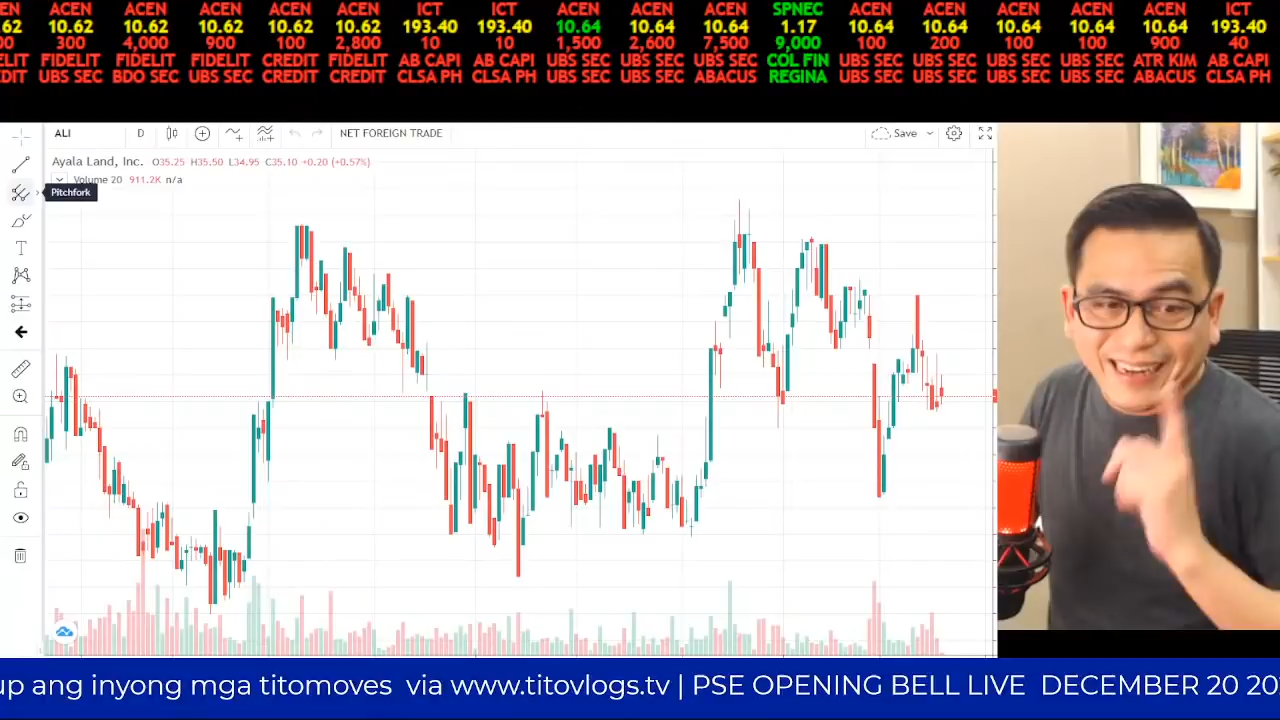 EN ACEN ACEN ACEN ACEN ACEN ICT ICT ACEN ACEN ACEN SPNEC ACEN ACEN ACEN ACEN ACEN ICT
62 10.62 10.62 10.62 10.62 10.62 193.40 193.40 10.64 10.64 10.64 1.17 10.64 10.64 10.64 10.64 10.64 193.40
00 300 4,000 900 100 2,800 10 10 1,500 2,600 7,500 9,000 100 200 100 100 900 40
ELIT FIDELIT FIDELIT FIDELIT CREDIT FIDELIT AB CAPI AB CAPI UBS SEC UBS SEC UBS SEC COL FIN UBS SEC UBS SEC UBS SEC UBS SEC ATR KIM AB CAPI
EDIT UBS SEC BDO SEC UBS SEC CREDIT CREDIT CLSA PH CLSA PH UBS SEC UBS SEC ABACUS REGINA UBS SEC UBS SEC UBS SEC UBS SEC ABACUS CLSA PH
ALI D NET FOREIGN TRADE Save
Ayala Land, Inc. O35.25 H35.50 L34.95 C35.10 +0.20 (+0.57%)
Volume 20 911.2K n/a
Pitchfork
up ang inyong mga titomoves via www.titovlogs.tv | PSE OPENING BELL LIVE DECEMBER 20 20